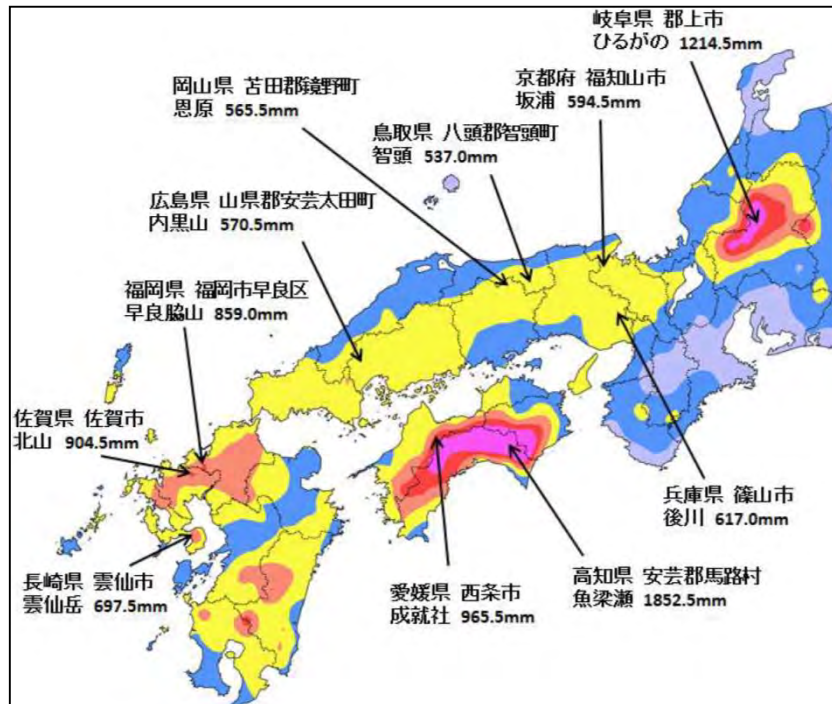 岐阜県 郡上市
ひるがの 1214.5mm
岡山県 苫田郡鏡野町
恩原 565.5mm
京都府 福知山市
坂浦 594.5mm
鳥取県 八頭郡智頭町
智頭 537.0mm
広島県 山県郡安芸太田町
内黒山 570.5mm
福岡県 福岡市早良区
早良脇山 859.0mm
佐賀県 佐賀市
北山 904.5mm
兵庫県 篠山市
後川 617.0mm
長崎県 雲仙市
雲仙岳 697.5mm
愛媛県 西条市
成就社 965.5mm
高知県 安芸郡馬路村
魚梁瀬 1852.5mm